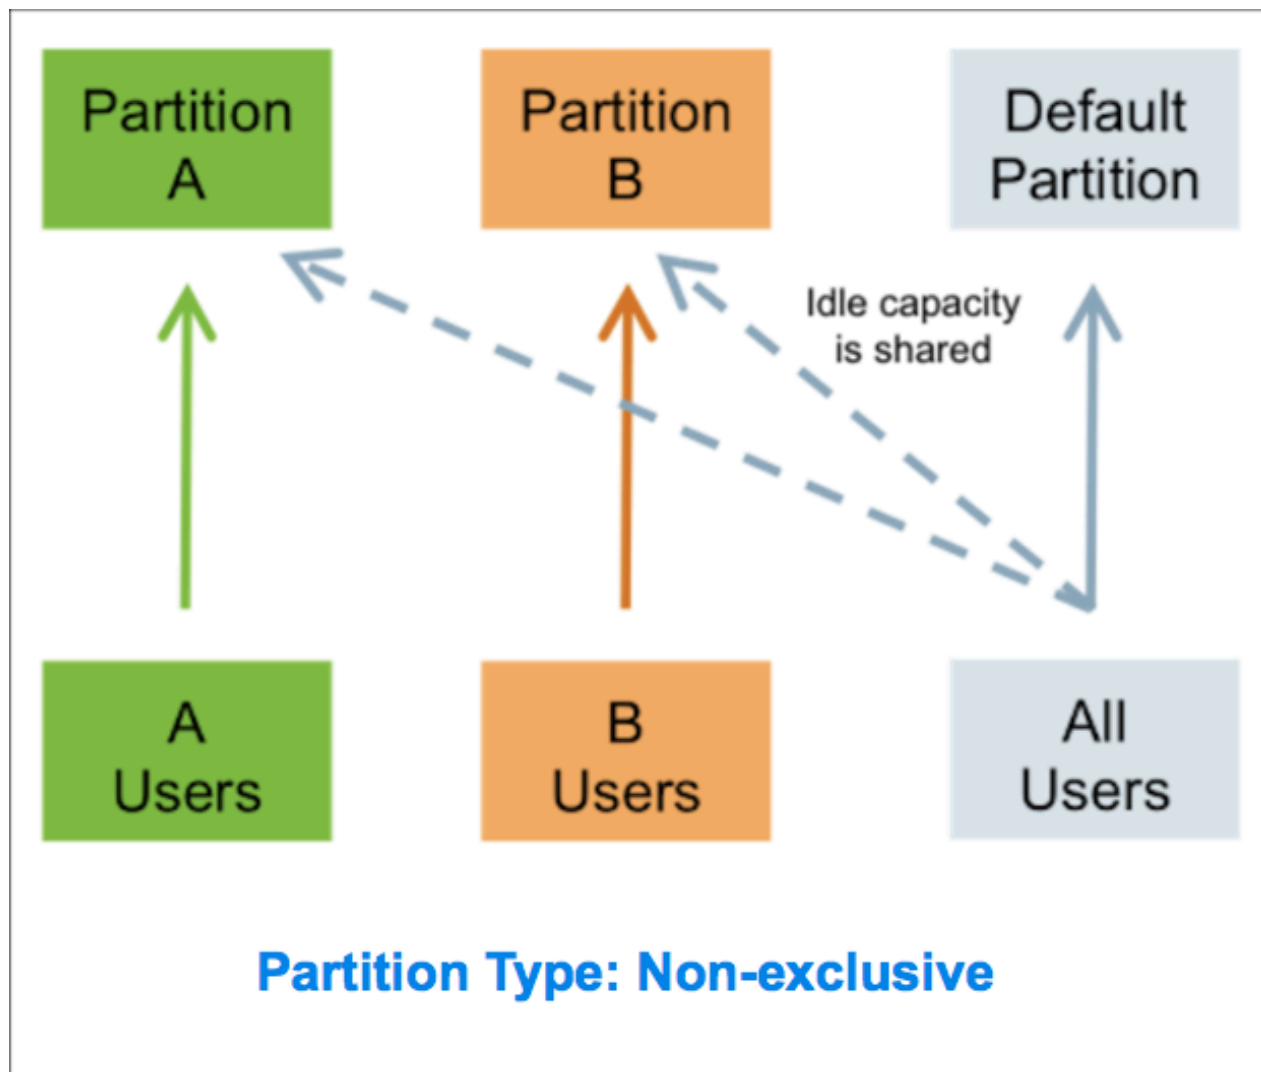 Partition
A
Partition
B
Default
Partition
Idle capacity
is shared
A
Users
B
Users
All
Users
Partition Type: Non-exclusive